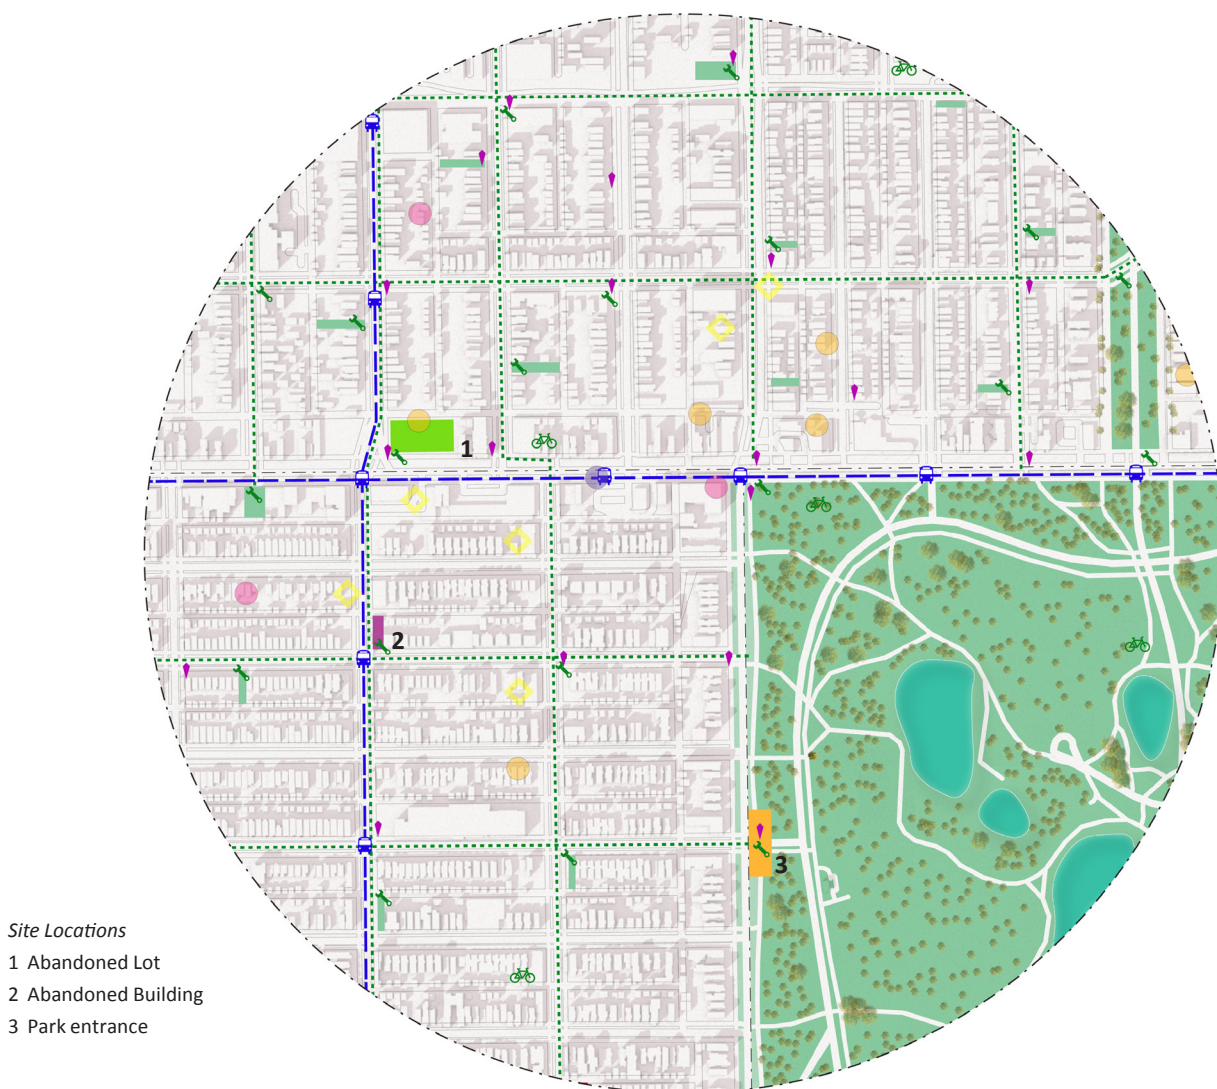 1
2
3
Site Locations
1 Abandoned Lot
2 Abandoned Building
3 Park entrance